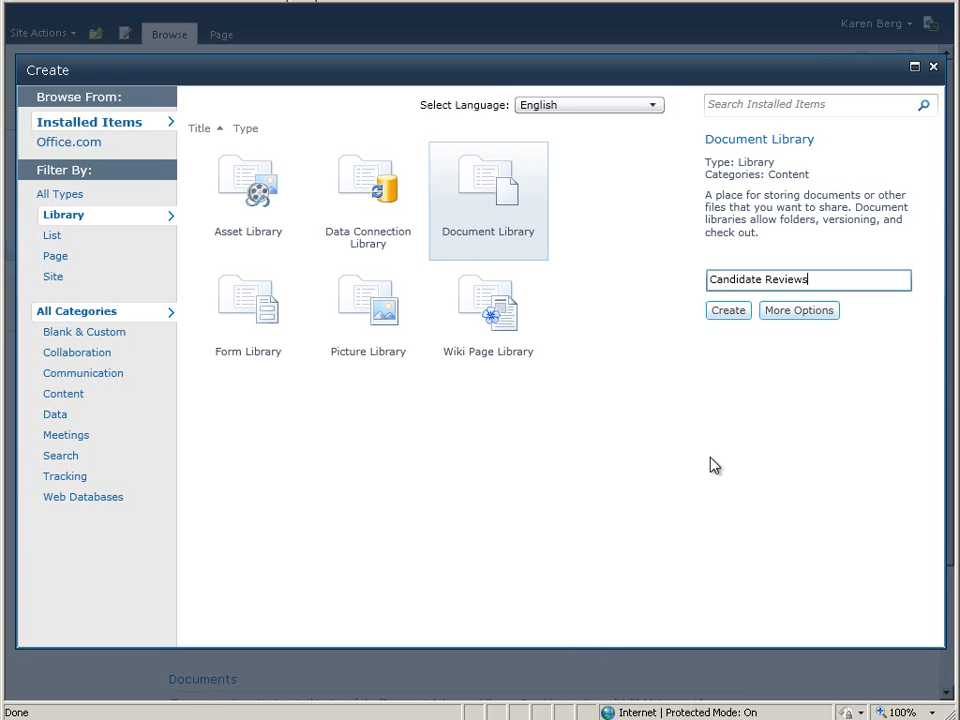 Site Actions
Browse
Page
Karen Berg
Create
Browse From:
Installed Items
Office.com
Filter By:
All Types
Library
List
Page
Site
All Categories
Blank & Custom
Collaboration
Communication
Content
Data
Meetings
Search
Tracking
Web Databases
Select Language: English
Title Type
Asset Library
Data Connection
Library
Document Library
Form Library
Picture Library
Wiki Page Library
Search Installed Items
Document Library
Type: Library
Categories: Content
A place for storing documents or other
files that you want to share. Document
libraries allow folders, versioning, and
check out.
Candidate Reviews
Create
More Options
Documents
Done
Internet | Protected Mode: On
100%